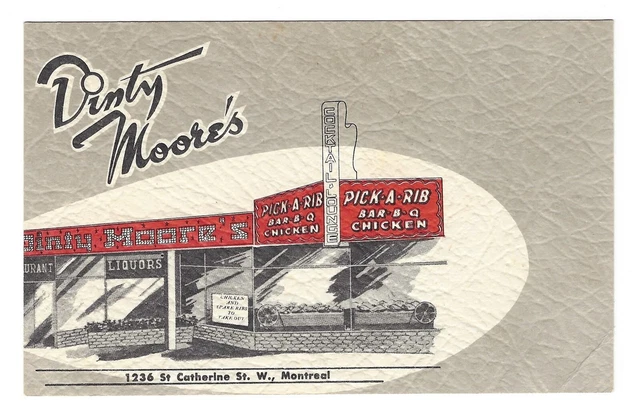 Dinty
Moore's
COCKTAIL LOUNGE
PICK-A-RIB
BAR-B-Q
CHICKEN
PICK-A-RIB
BAR-B-Q
CHICKEN
Dinty Moore's
URANT
LIQUORS
CHICKEN
AND
SPARE RIBS
TO
TAKE OUT
1236 St Catherine St. W., Montreal